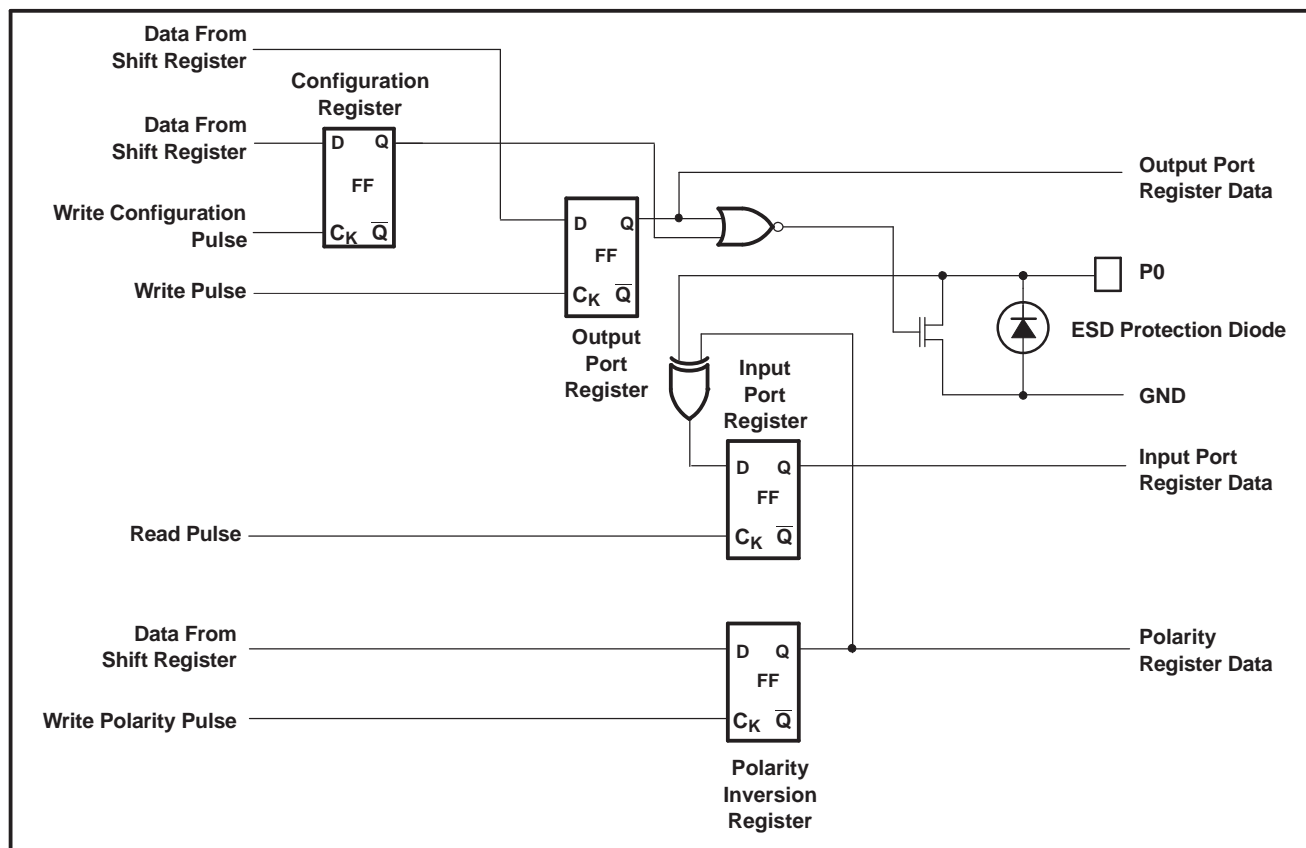 Data From
Shift Register
Configuration
Register
Data From
Shift Register
D Q
FF
Write Configuration
Pulse
CK Q̅
Output Port
Register Data
D Q
FF
Write Pulse
CK Q̅
P0
ESD Protection Diode
Output
Port
Register
Input
Port
Register
GND
D Q
FF
Input Port
Register Data
Read Pulse
CK Q̅
Data From
Shift Register
D Q
FF
Polarity
Register Data
Write Polarity Pulse
CK Q̅
Polarity
Inversion
Register